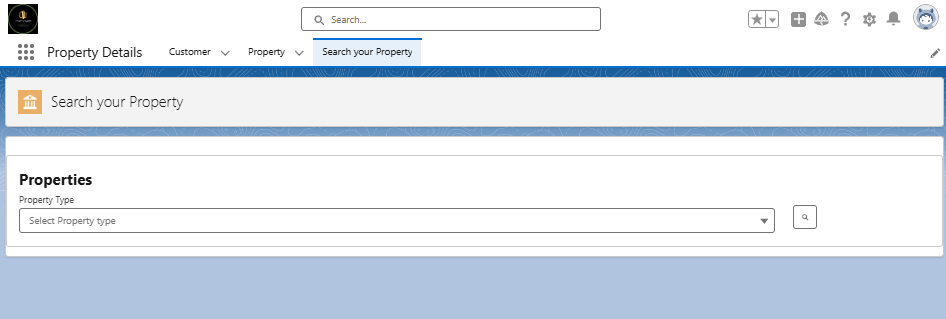 Search...
Property Details
Customer
Property
Search your Property
Search your Property
Properties
Property Type
Select Property type